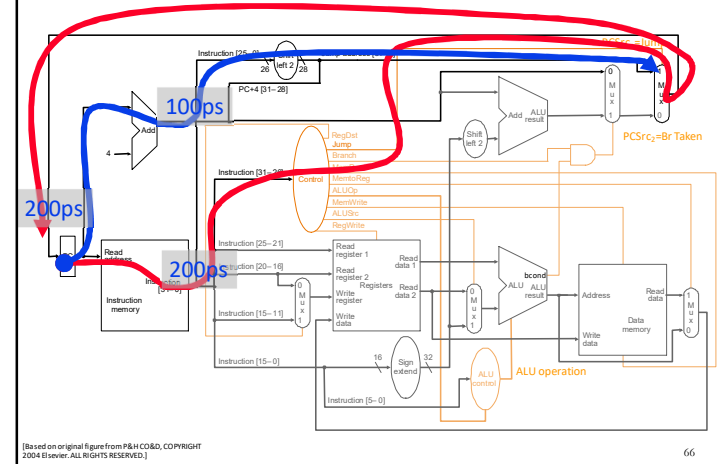 PCSrc1=Jump
Instruction [25– 0]
Shift
left 2
26
28
PC+4 [31– 28]
0
M
u
x
1
1
M
u
x
0
100ps
Add
4
Add
ALU
result
Shift
left 2
PCSrc2=Br Taken
RegDst
Jump
Branch
MemtoReg
ALUOp
MemWrite
ALUSrc
RegWrite
Control
Instruction [31– 26]
200ps
200ps
Read
address
Instruction
memory
Instruction [25– 21]
Instruction [20– 16]
Instruction [15– 11]
0
M
u
x
1
Read
register 1
Read
register 2
Write
register
Write
data
Registers
Read
data 1
Read
data 2
0
M
u
x
1
bcond
ALU
ALU
result
Address
Write
data
Read
data
Data
memory
1
M
u
x
0
Instruction [15– 0]
16
Sign
extend
32
ALU
control
ALU operation
Instruction [5– 0]
[Based on original figure from P&H CO&D, COPYRIGHT
2004 Elsevier. ALL RIGHTS RESERVED.]
66